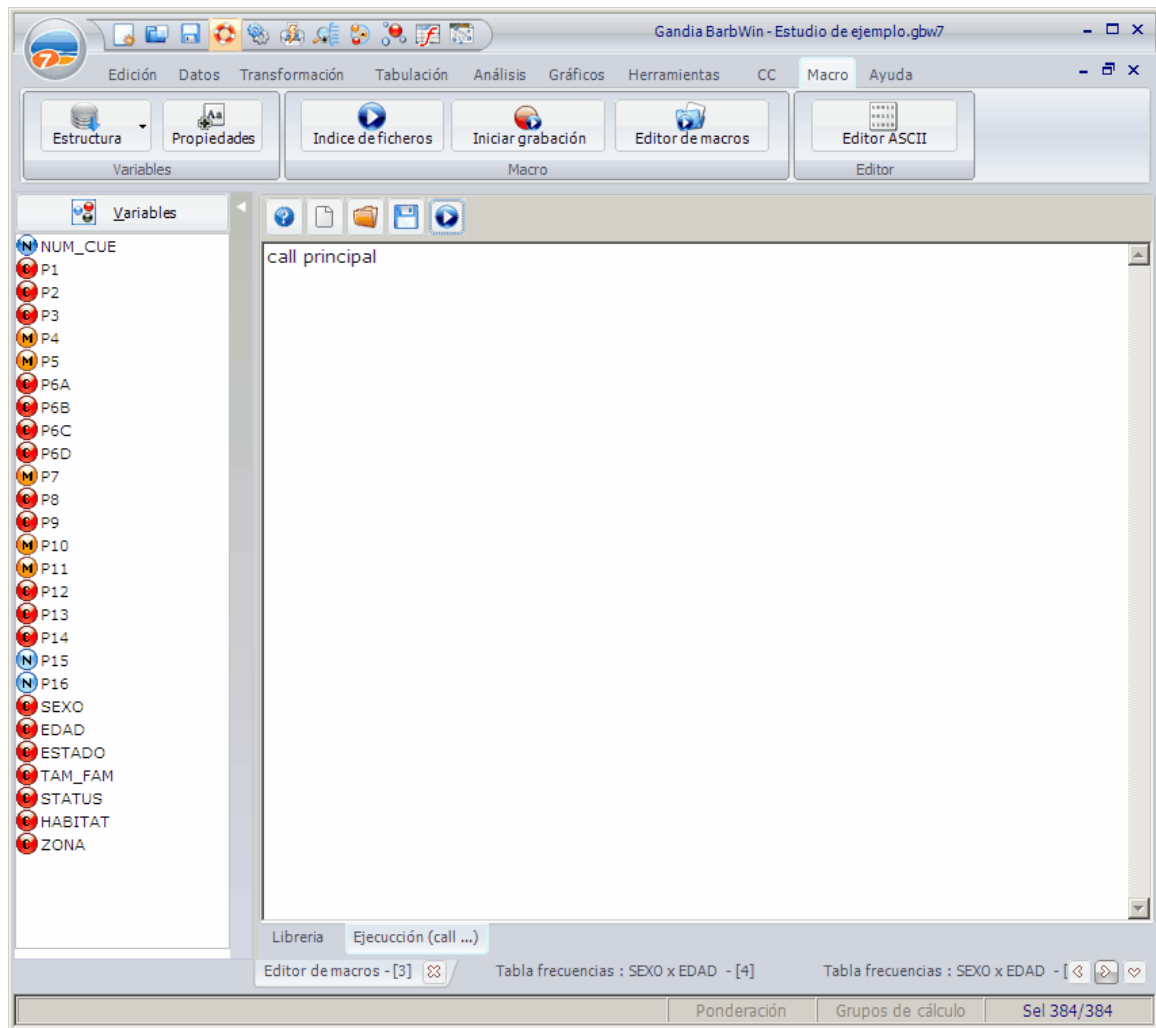 Gandia BarbWin - Estudio de ejemplo.gbw7
7
Edición Datos Transformación Tabulación Análisis Gráficos Herramientas CC Macro Ayuda
Estructura Propiedades Indice de ficheros Iniciar grabación Editor de macros Editor ASCII
Variables Macro Editor
Variables
call principal
N NUM_CUE
C P1
C P2
C P3
M P4
M P5
C P6A
C P6B
C P6C
C P6D
M P7
C P8
C P9
M P10
M P11
C P12
C P13
C P14
N P15
N P16
C SEXO
C EDAD
C ESTADO
C TAM_FAM
C STATUS
C HABITAT
C ZONA
Libreria Ejecucción (call ...)
Editor de macros - [3] Tabla frecuencias : SEXO x EDAD - [4] Tabla frecuencias : SEXO x EDAD - [
Ponderación Grupos de cálculo Sel 384/384